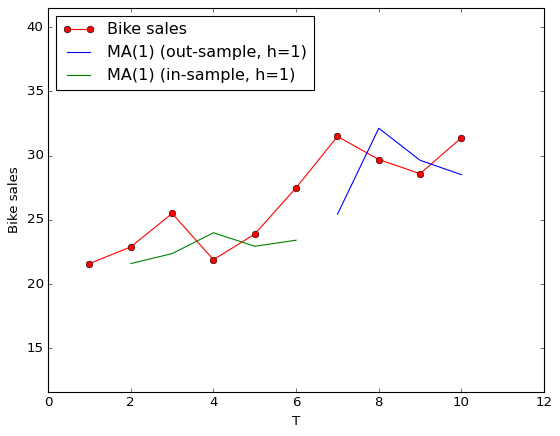 Bike sales
MA(1) (out-sample, h=1)
MA(1) (in-sample, h=1)
Bike sales
40
35
30
25
20
15
0 2 4 6 8 10 12
T